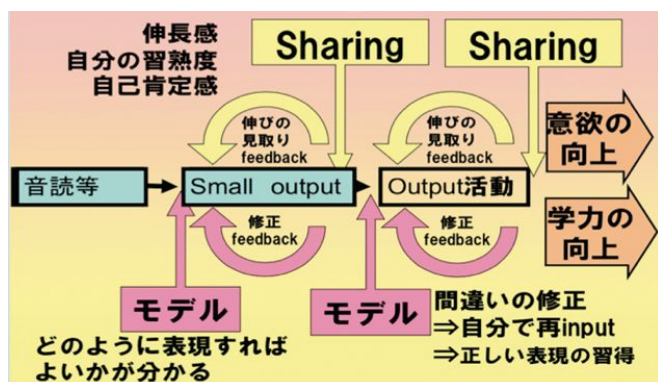 伸長感
自分の習熟度
自己肯定感
Sharing
Sharing
伸びの
見取り
feedback
伸びの
見取り
feedback
意欲の
向上
音読等
Small output
Output活動
修正
feedback
修正
feedback
学力の
向上
モデル
モデル
どのように表現すれば
よいかが分かる
間違いの修正
⇒自分で再input
⇒正しい表現の習得